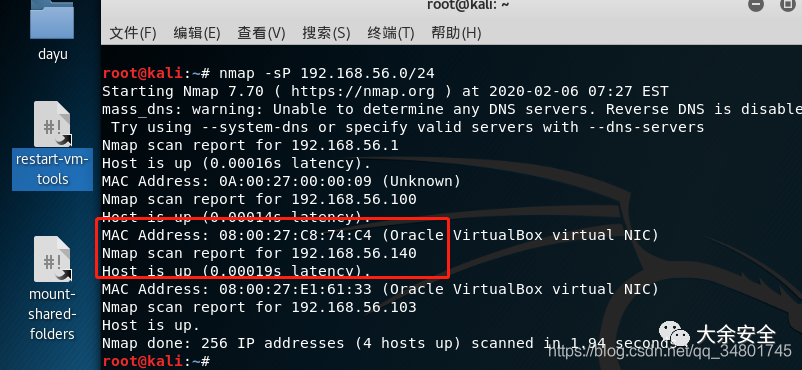 root@kali: ~
文件(F) 编辑(E) 查看(V) 搜索(S) 终端(T) 帮助(H)
dayu
restart-vm-
tools
mount-
shared-
folders
root@kali:~# nmap -sP 192.168.56.0/24
Starting Nmap 7.70 ( https://nmap.org ) at 2020-02-06 07:27 EST
mass_dns: warning: Unable to determine any DNS servers. Reverse DNS is disable
Try using --system-dns or specify valid servers with --dns-servers
Nmap scan report for 192.168.56.1
Host is up (0.00016s latency).
MAC Address: 0A:00:27:00:00:09 (Unknown)
Nmap scan report for 192.168.56.100
Host is up (0.00014s latency).
MAC Address: 08:00:27:C8:74:C4 (Oracle VirtualBox virtual NIC)
Nmap scan report for 192.168.56.140
Host is up (0.00019s latency).
MAC Address: 08:00:27:E1:61:33 (Oracle VirtualBox virtual NIC)
Nmap scan report for 192.168.56.103
Host is up.
Nmap done: 256 IP addresses (4 hosts up) scanned in 1.94 seconds
root@kali:~#
大余安全
https://blog.csdn.net/qq_34801745